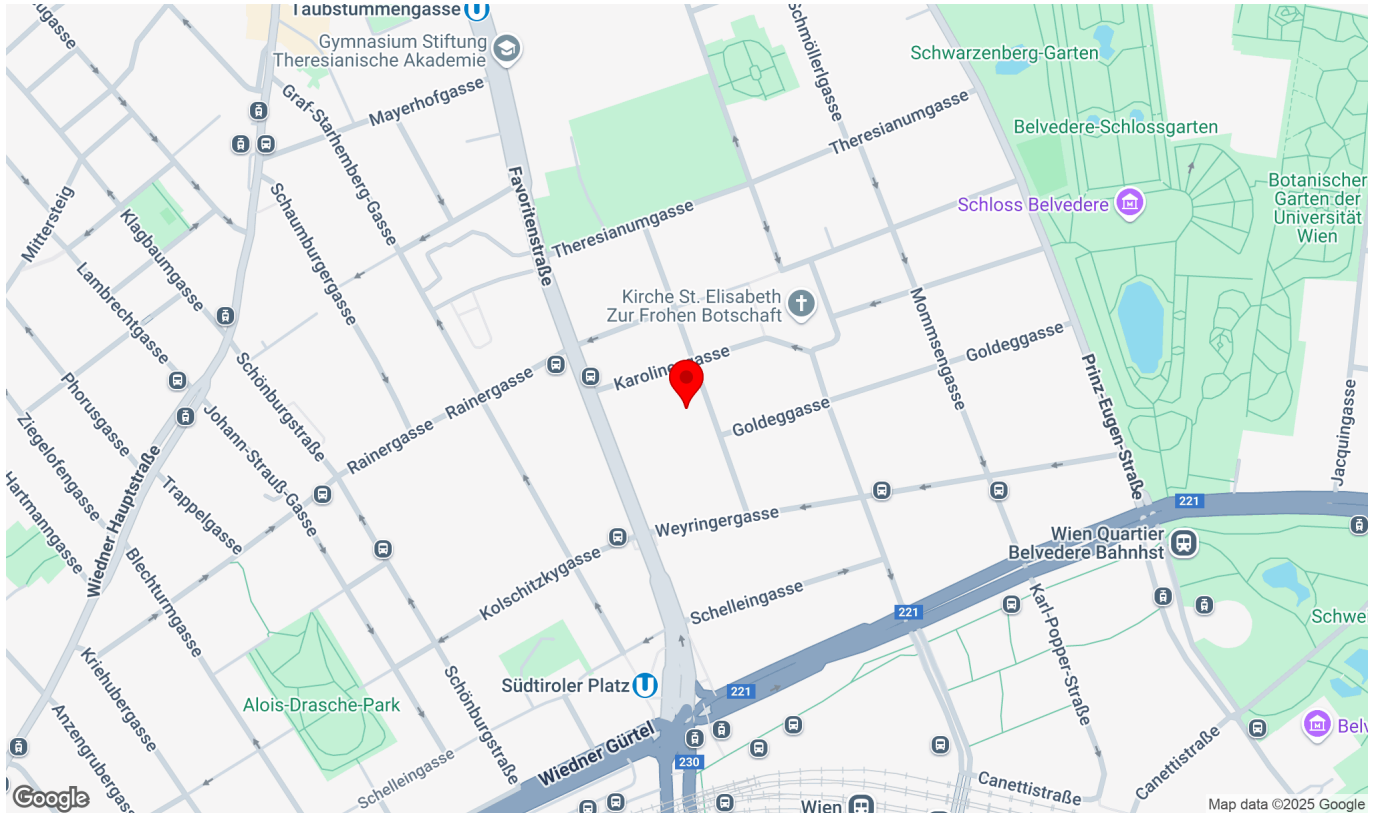 Taubstummengasse
Gymnasium Stiftung
Theresianische Akademie
Mayerhofgasse
Graf-Starhemberg-Gasse
Schmöllerlgasse
Schwarzenberg-Garten
Theresianumgasse
Belvedere-Schlossgarten
Botanischer
Garten der
Universität
Wien
Schloss Belvedere
Mittersteig
Klagbaumgasse
Schaumburgergasse
Favoritenstraße
Theresianumgasse
Lambrechtgasse
Kirche St. Elisabeth
Zur Frohen Botschaft
Mommsengasse
Goldeggasse
Prinz-Eugen-Straße
Jacquingasse
Phorusgasse
Schönburgstraße
Rainergasse
Rainergasse
Goldeggasse
Ziegelofengasse
Johann-Strauß-Gasse
Wiedner Hauptstraße
Trappelgasse
Hartmanngasse
Blechturmgasse
Weyringergasse
221
Wien Quartier
Belvedere Bahnhst
Kolschitzkygasse
Schelleingasse
221
Karl-Popper-Straße
Kriehubergasse
Alois-Drasche-Park
Schönburgstraße
Südtiroler Platz
221
Anzengrubergasse
Schelleingasse
Wiedner Gürtel
230
Canettistraße
Canettistraße
Wien
Google
Map data ©2025 Google